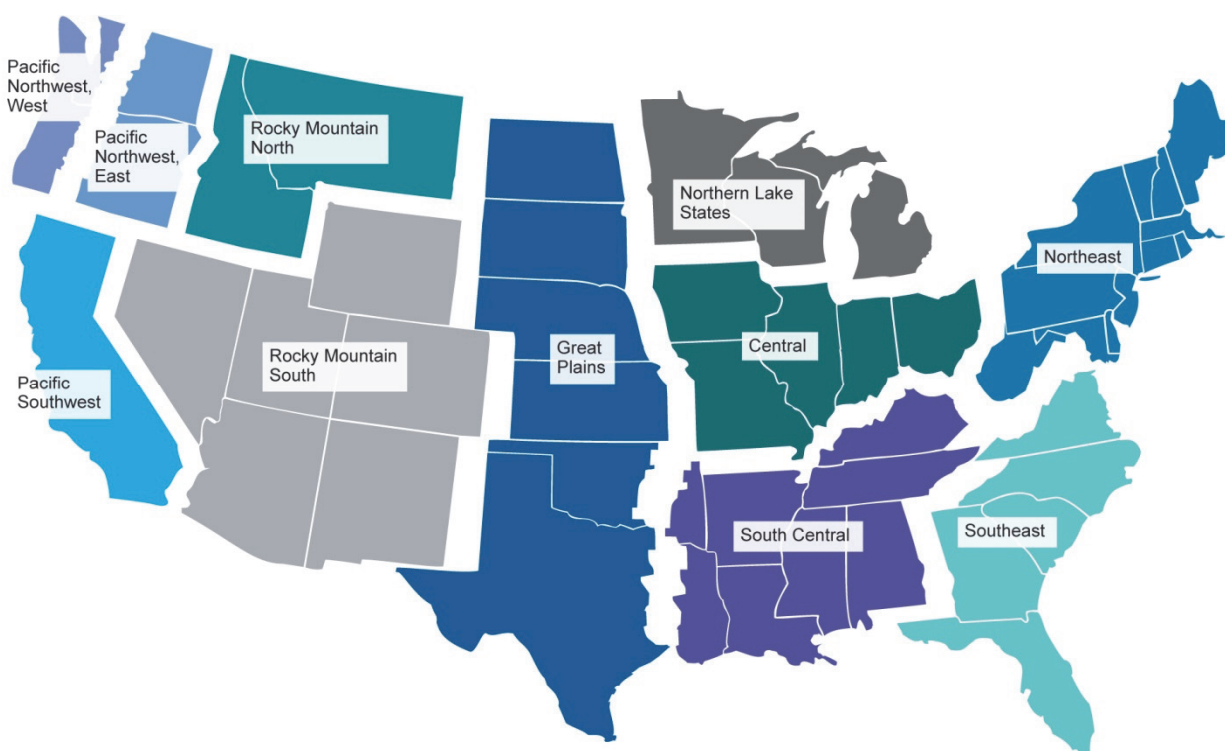 Pacific
Northwest,
West
Pacific
Northwest,
East
Rocky Mountain
North
Northern Lake
States
Northeast
Rocky Mountain
South
Great
Plains
Central
Pacific
Southwest
South Central
Southeast